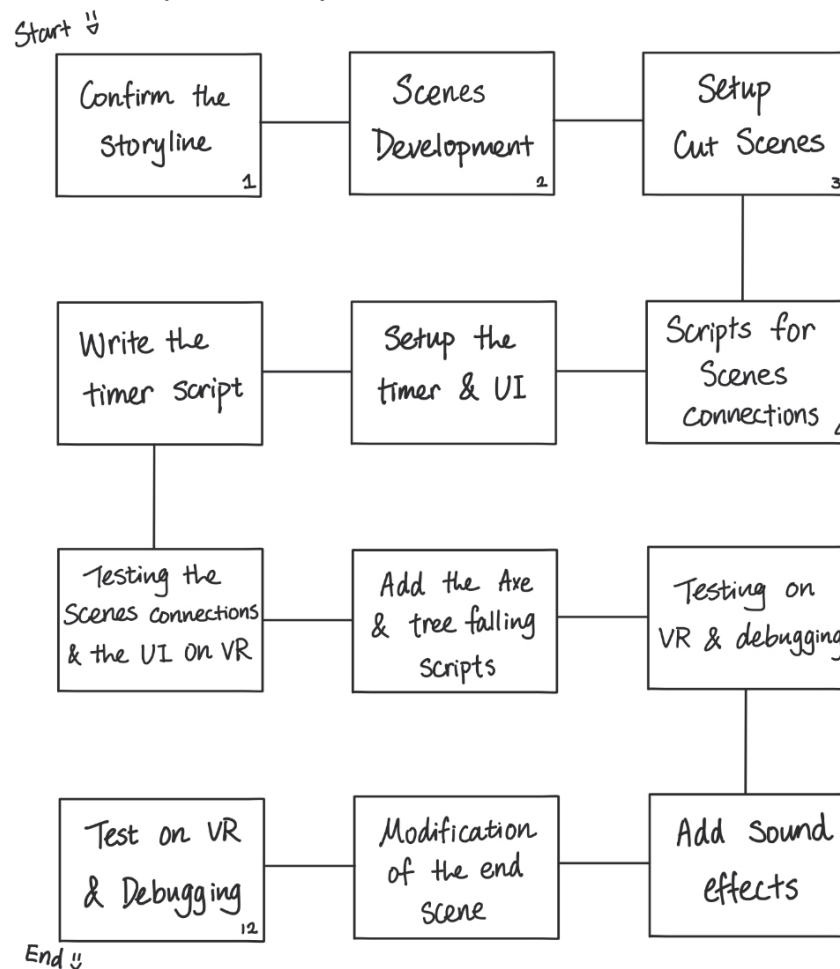 Start
Confirm the
storyline
1
Scenes
Development
2
Setup
Cut Scenes
3
Write the
timer script
Setup the
timer & UI
Scripts for
Scenes
connections
Testing the
Scenes connections
& the UI on VR
Add the Axe
& tree falling
scripts
Testing on
VR & debugging
Test on VR
& Debugging
12
Modification
of the end
scene
Add sound
effects
End